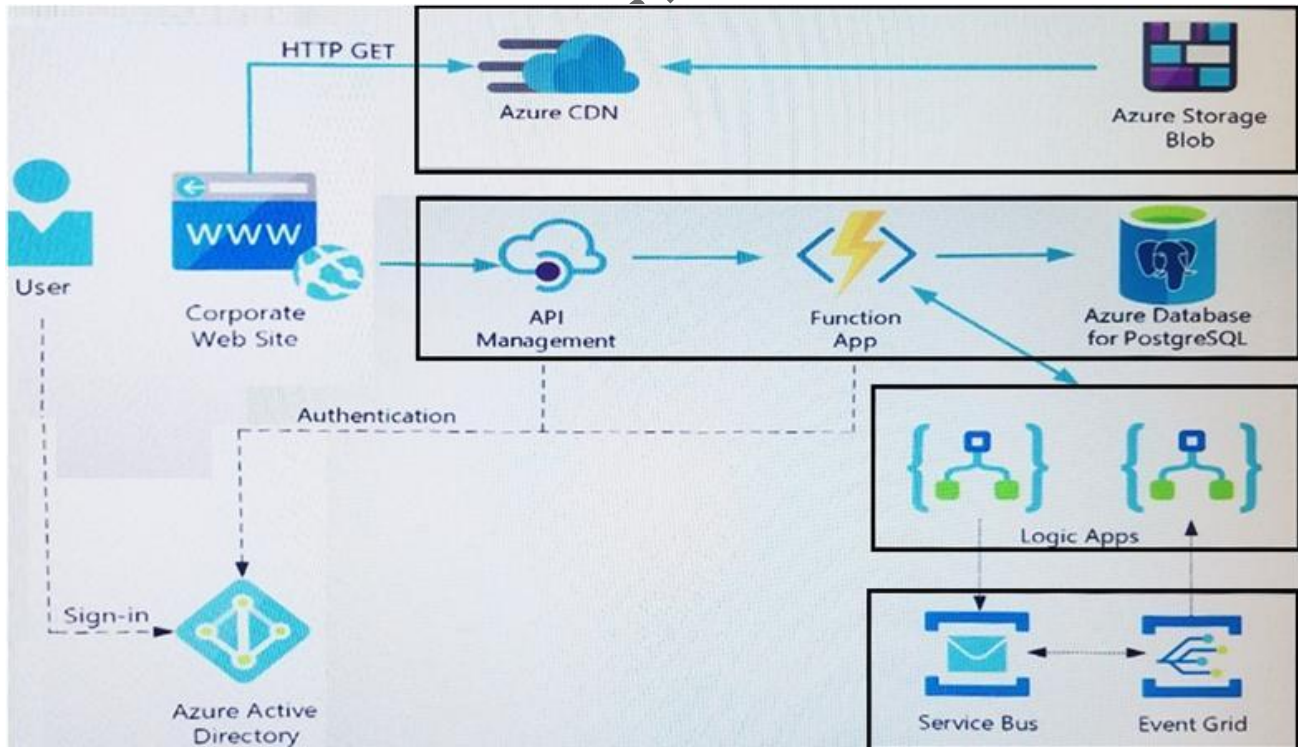 HTTP GET
Azure CDN
Azure Storage
Blob
WWW
User
Corporate
Web Site
API
Management
Function
App
Azure Database
for PostgreSQL
Authentication
Logic Apps
Sign-in
Azure Active
Directory
Service Bus
Event Grid